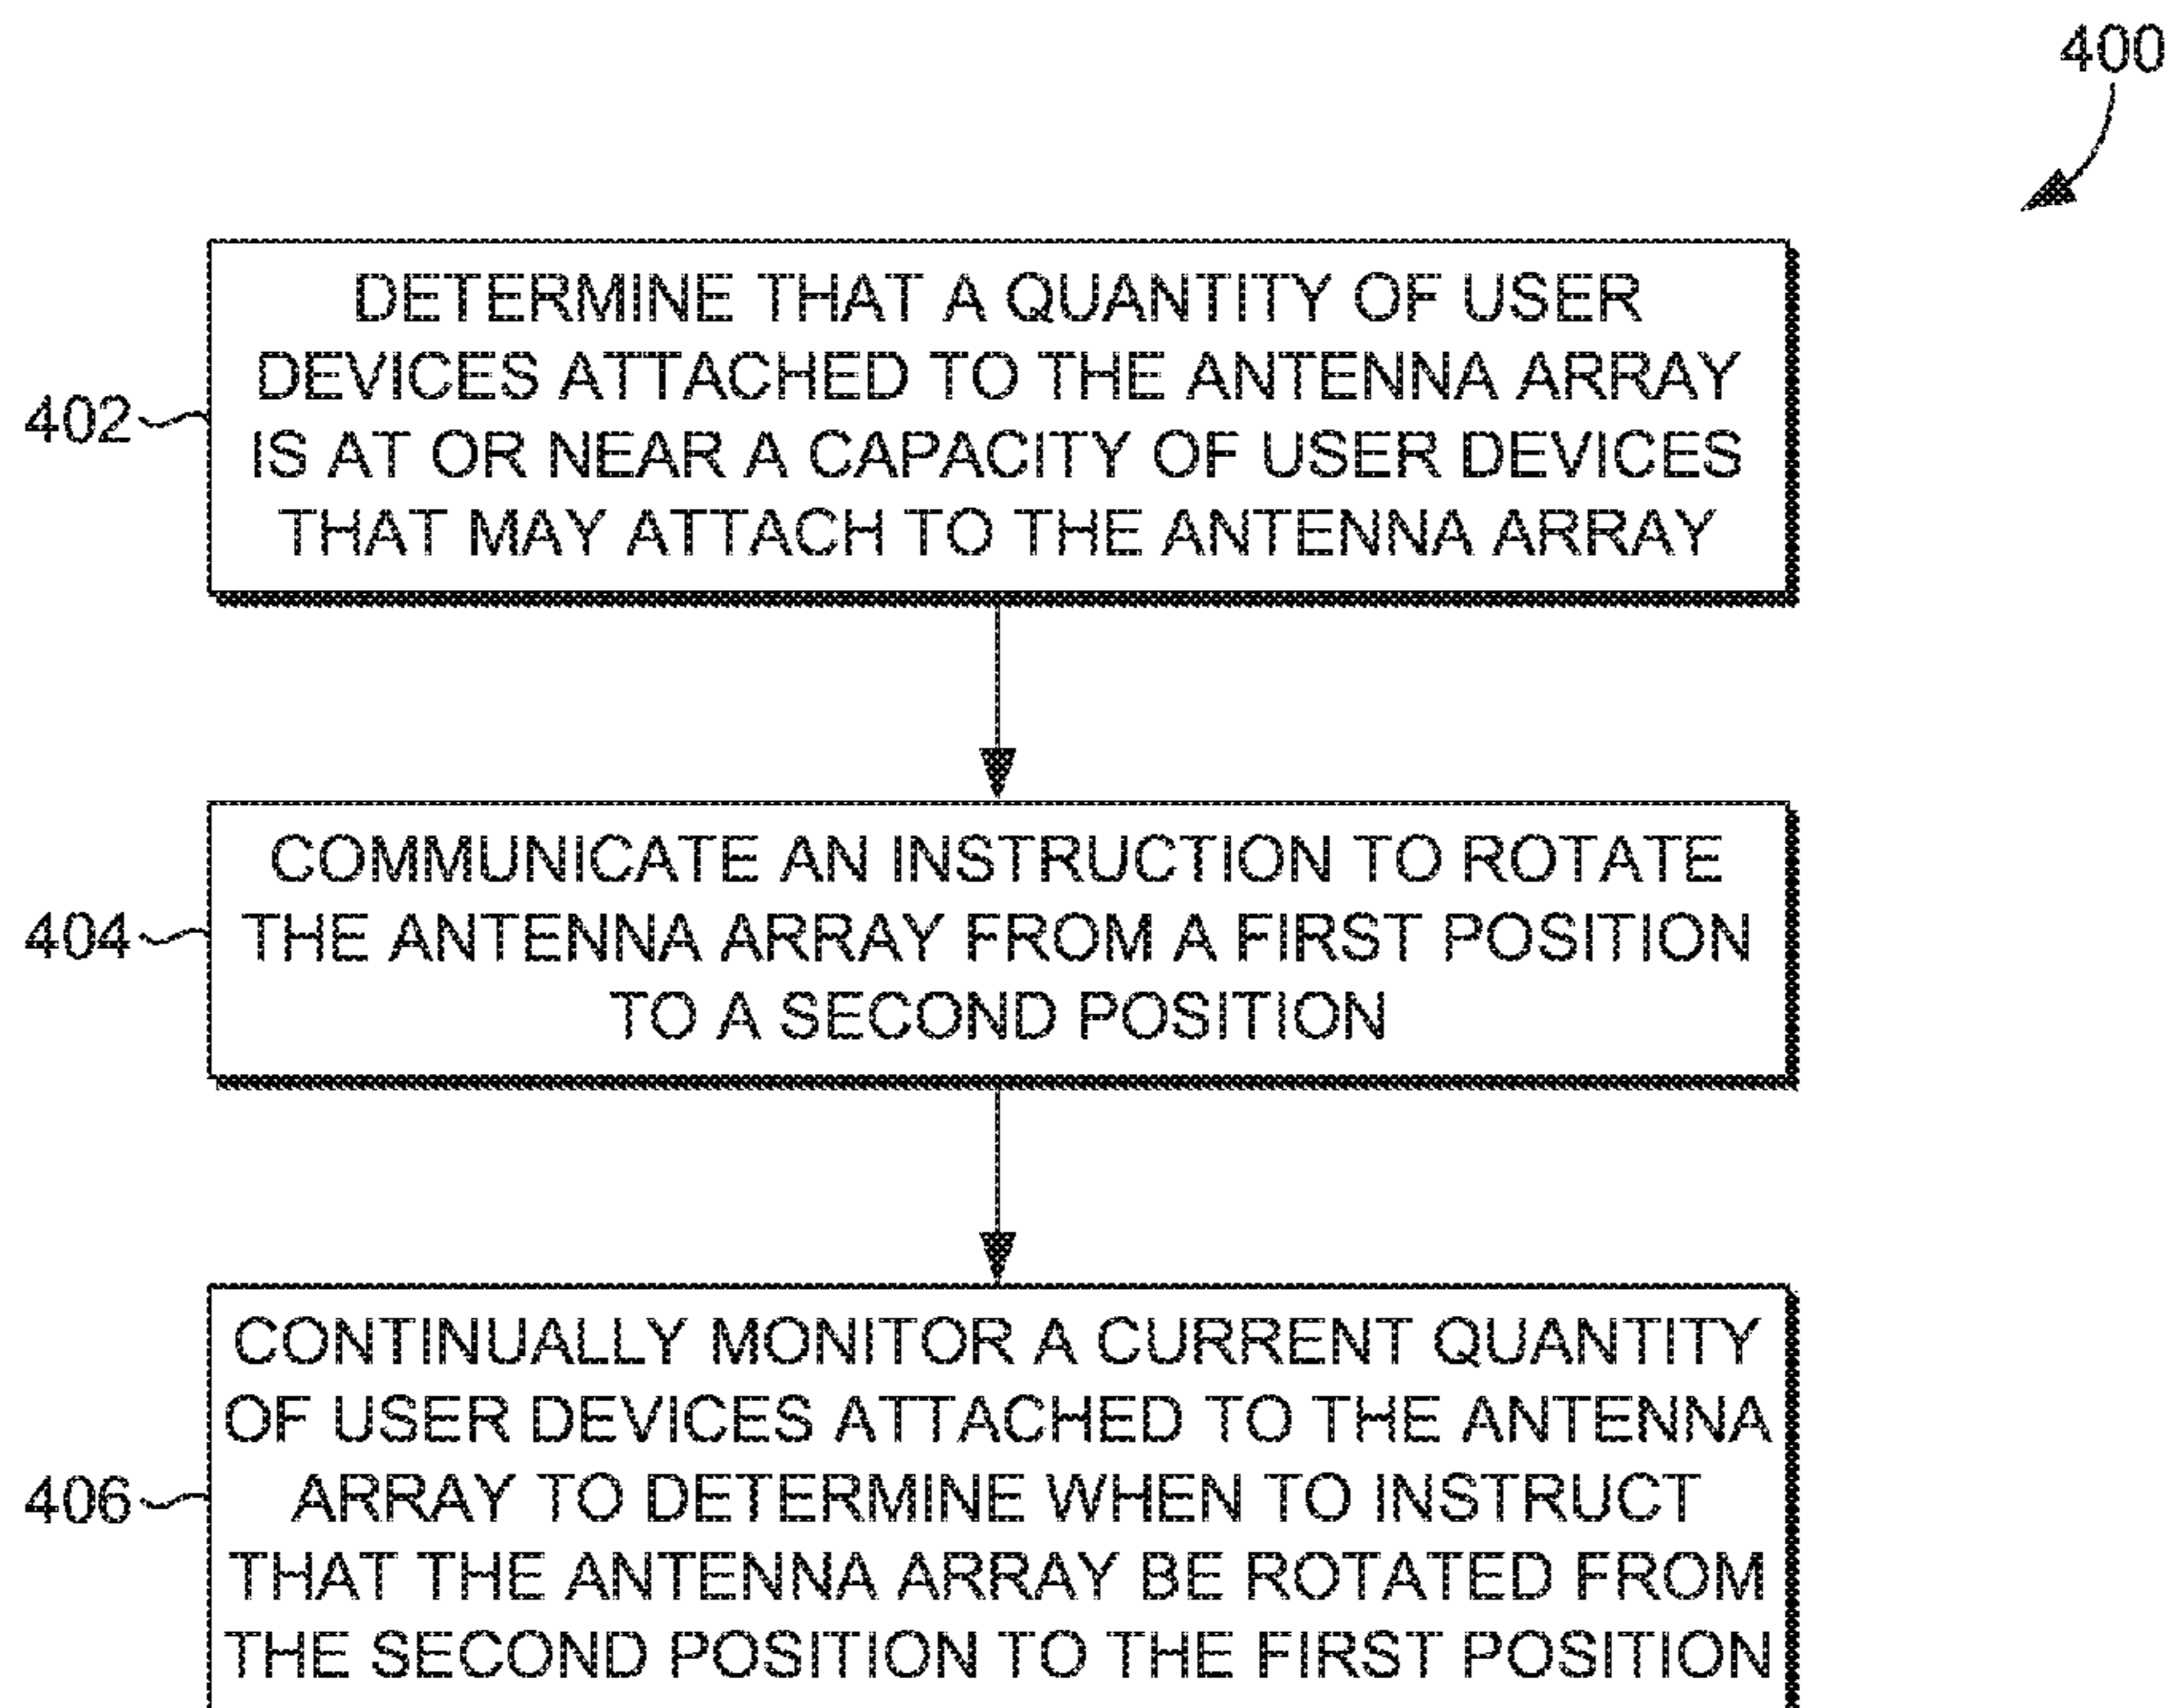 400
402
DETERMINE THAT A QUANTITY OF USER
DEVICES ATTACHED TO THE ANTENNA ARRAY
IS AT OR NEAR A CAPACITY OF USER DEVICES
THAT MAY ATTACH TO THE ANTENNA ARRAY
404
COMMUNICATE AN INSTRUCTION TO ROTATE
THE ANTENNA ARRAY FROM A FIRST POSITION
TO A SECOND POSITION
406
CONTINUALLY MONITOR A CURRENT QUANTITY
OF USER DEVICES ATTACHED TO THE ANTENNA
ARRAY TO DETERMINE WHEN TO INSTRUCT
THAT THE ANTENNA ARRAY BE ROTATED FROM
THE SECOND POSITION TO THE FIRST POSITION